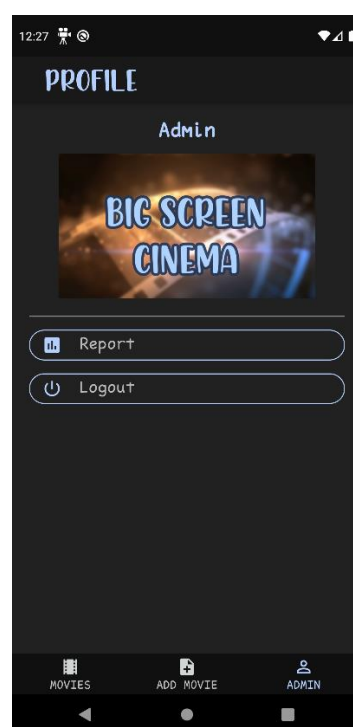 12:27
PROFILE
Admin
BIG SCREEN
CINEMA
Report
Logout
MOVIES ADD MOVIE ADMIN